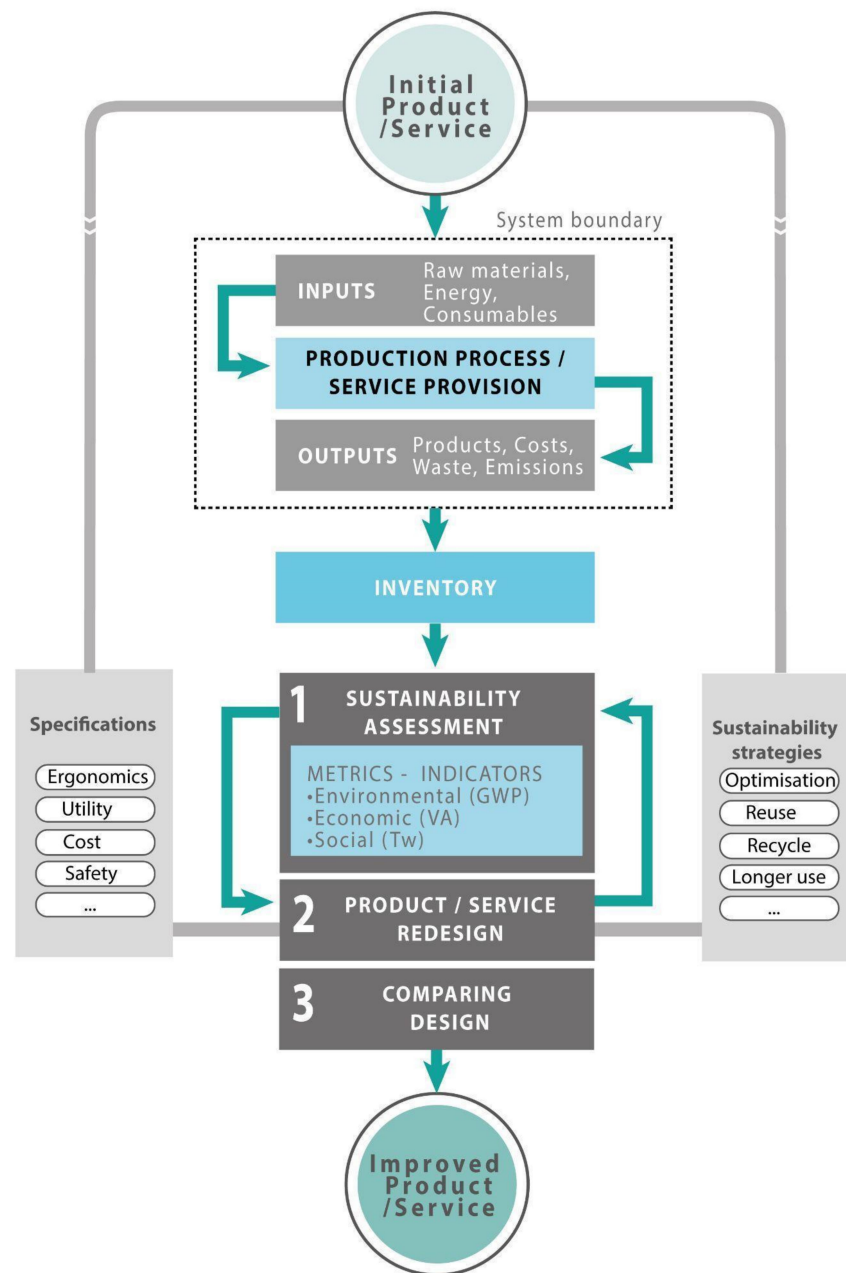 Initial
Product
/Service
System boundary
INPUTS
Raw materials,
Energy,
Consumables
PRODUCTION PROCESS /
SERVICE PROVISION
OUTPUTS
Products, Costs,
Waste, Emissions
INVENTORY
Specifications
Ergonomics
Utility
Cost
Safety
...
1
SUSTAINABILITY
ASSESSMENT
METRICS - INDICATORS
•Environmental (GWP)
•Economic (VA)
•Social (Tw)
2
PRODUCT / SERVICE
REDESIGN
3
COMPARING
DESIGN
Sustainability
strategies
Optimisation
Reuse
Recycle
Longer use
...
Improved
Product
/Service